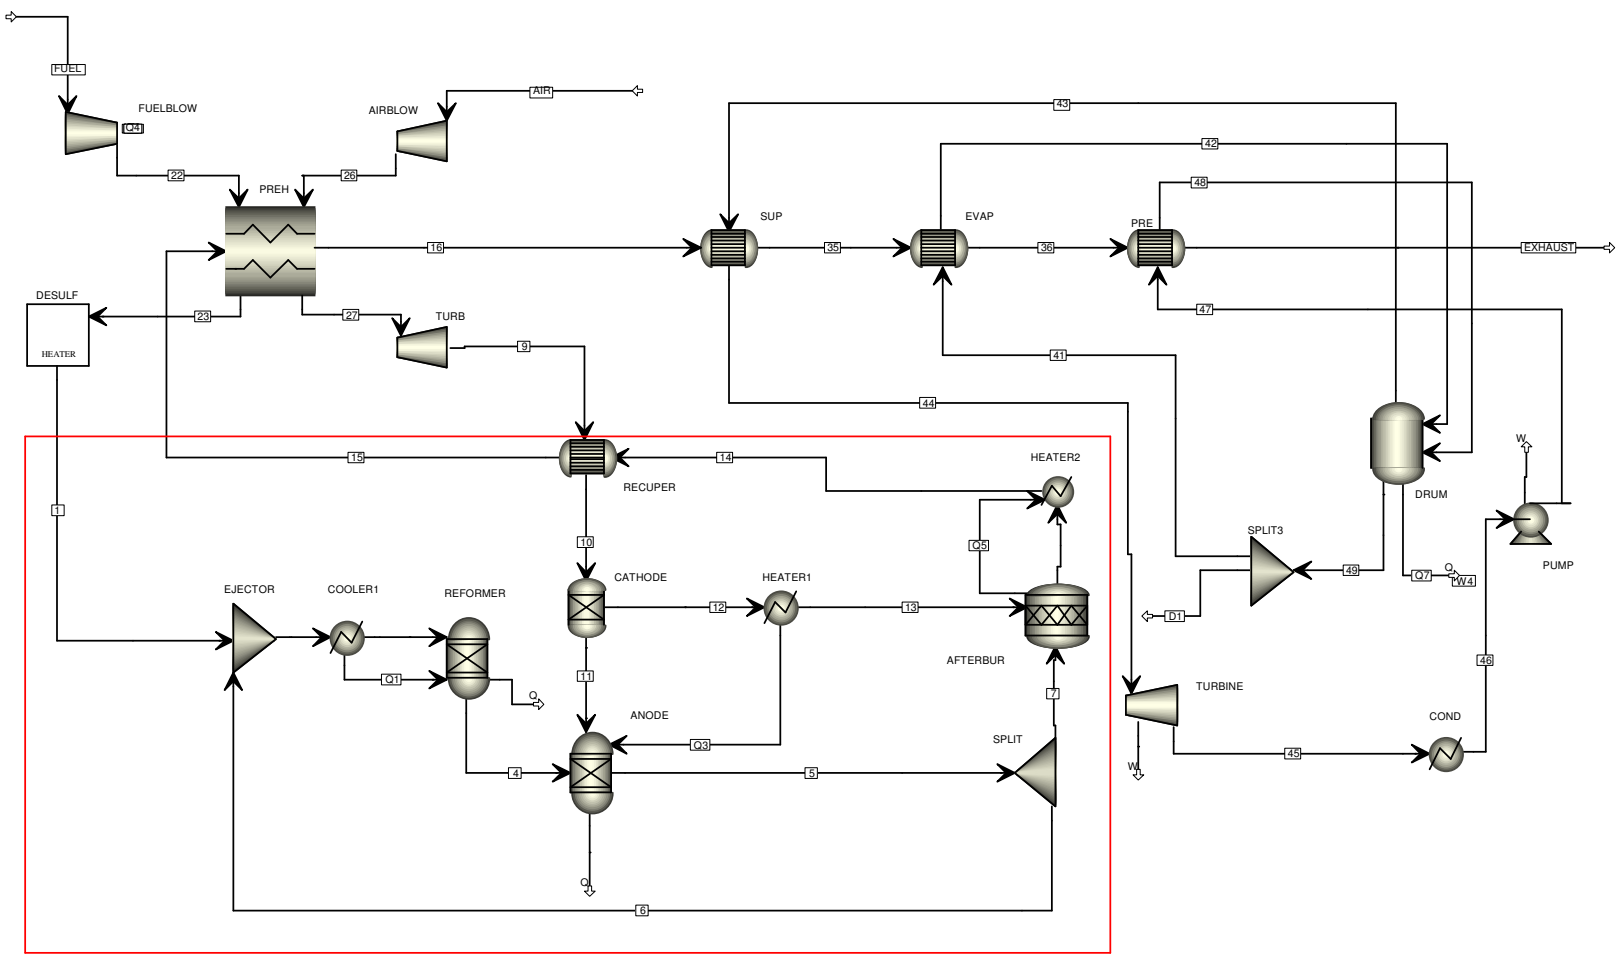 FUEL
FUELBLOW
Q4
AIRBLOW
AIR
43
42
22
26
48
PREH
SUP
EVAP
PRE
16
35
36
EXHAUST
DESULF
HEATER
23
27
TURB
47
9
41
44
15
14
RECUPER
HEATER2
W
DRUM
1
10
Q5
SPLIT3
PUMP
49
Q7
Q
W4
EJECTOR
COOLER1
REFORMER
CATHODE
HEATER1
12
13
D1
AFTERBUR
46
Q1
11
7
Q
TURBINE
ANODE
COND
Q3
SPLIT
4
5
45
W
Q
6